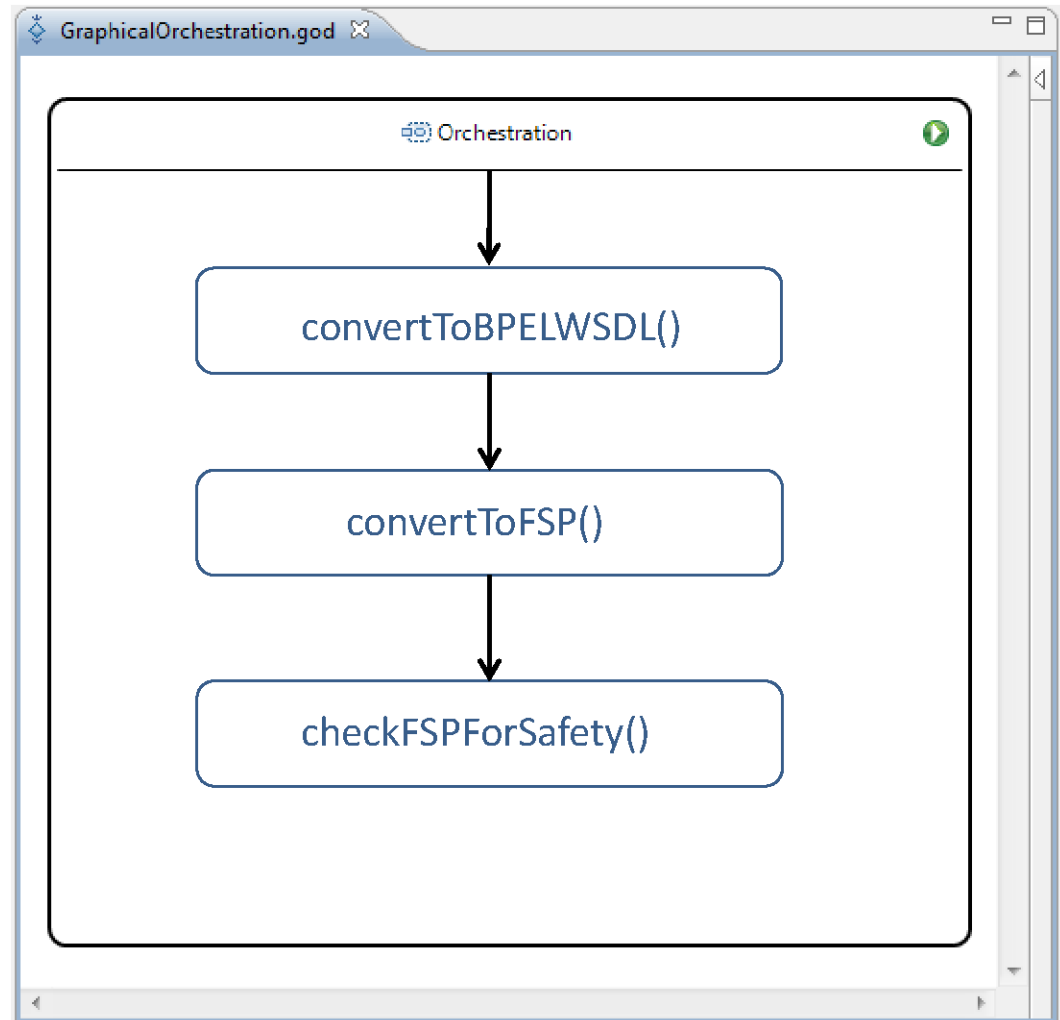 GraphicalOrchestration.god
Orchestration
convertToBPELWSDL()
convertToFSP()
checkFSPForSafety()